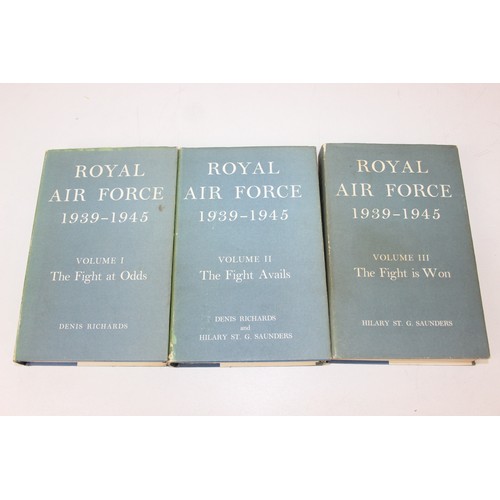 ROYAL
AIR FORCE
1939–1945
VOLUME I
The Fight at Odds
DENIS RICHARDS
ROYAL
AIR FORCE
1939–1945
VOLUME II
The Fight Avails
DENIS RICHARDS
and
HILARY ST. G. SAUNDERS
ROYAL
AIR FORCE
1939–1945
VOLUME III
The Fight is Won
HILARY ST. G. SAUNDERS